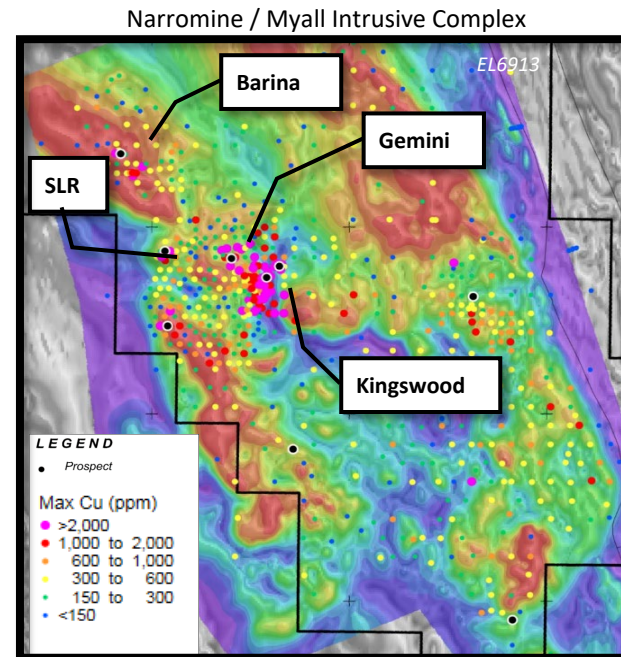 Narromine / Myall Intrusive Complex
EL6913
Barina
Gemini
SLR
Kingswood
LEGEND
Prospect
Max Cu (ppm)
>2,000
1,000 to 2,000
600 to 1,000
300 to 600
150 to 300
<150